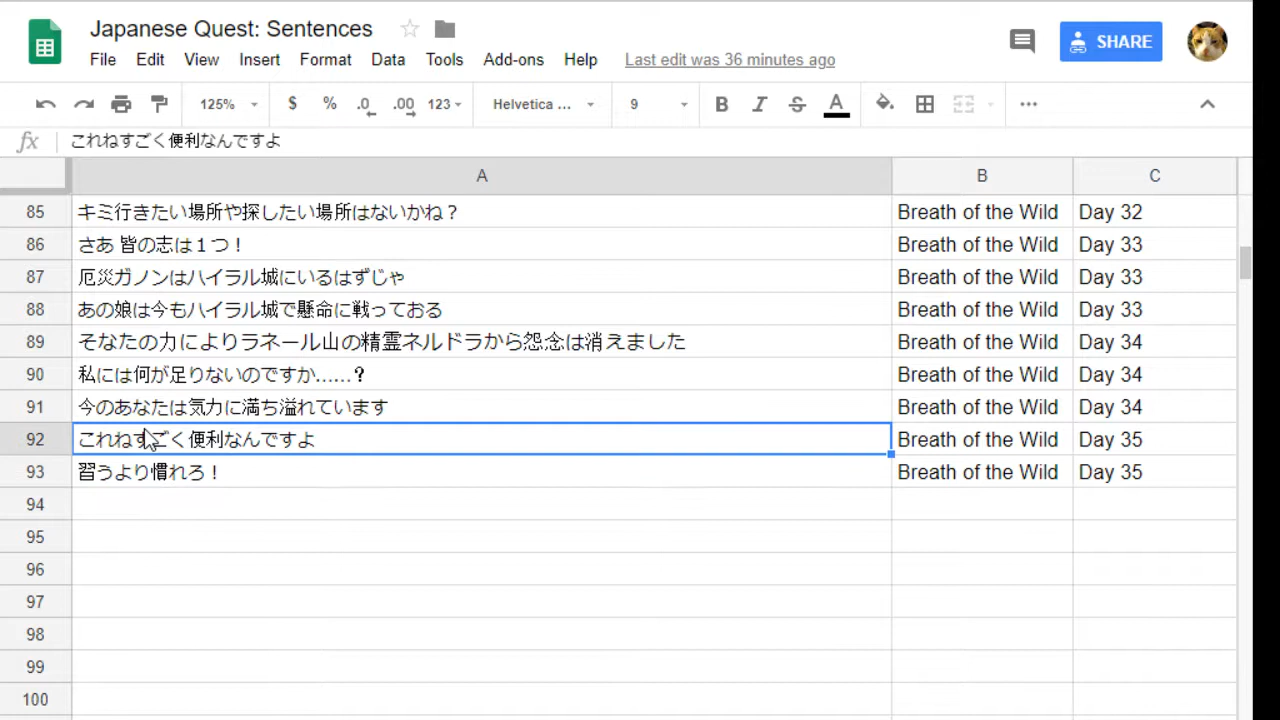 Japanese Quest: Sentences
File Edit View Insert Format Data Tools Add-ons Help Last edit was 36 minutes ago
SHARE
125% $ % .0 .00 123 Helvetica ... 9 B I S A ...
fx これねすごく便利なんですよ
A B C
85 キミ行きたい場所や探したい場所はないかね？ Breath of the Wild Day 32
86 さあ 皆の志は１つ！ Breath of the Wild Day 33
87 厄災ガノンはハイラル城にいるはずじゃ Breath of the Wild Day 33
88 あの娘は今もハイラル城で懸命に戦っておる Breath of the Wild Day 33
89 そなたの力によりラネール山の精霊ネルドラから怨念は消えました Breath of the Wild Day 34
90 私には何が足りないのですか……？ Breath of the Wild Day 34
91 今のあなたは気力に満ち溢れています Breath of the Wild Day 34
92 これねすごく便利なんですよ Breath of the Wild Day 35
93 習うより慣れろ！ Breath of the Wild Day 35
94
95
96
97
98
99
100